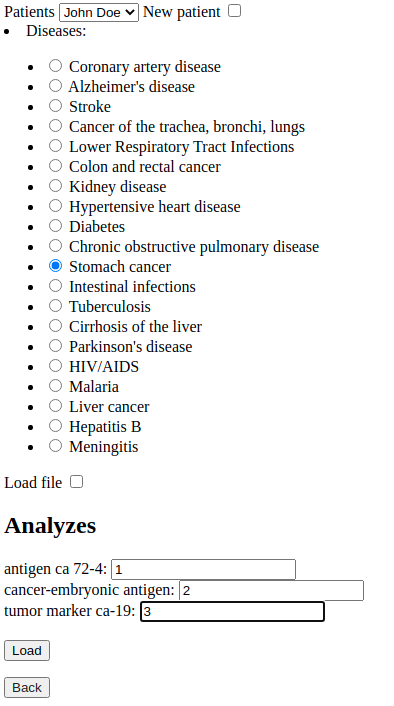 Patients John Doe New patient
Diseases:
Coronary artery disease
Alzheimer's disease
Stroke
Cancer of the trachea, bronchi, lungs
Lower Respiratory Tract Infections
Colon and rectal cancer
Kidney disease
Hypertensive heart disease
Diabetes
Chronic obstructive pulmonary disease
Stomach cancer
Intestinal infections
Tuberculosis
Cirrhosis of the liver
Parkinson's disease
HIV/AIDS
Malaria
Liver cancer
Hepatitis B
Meningitis
Load file
Analyzes
antigen ca 72-4: 1
cancer-embryonic antigen: 2
tumor marker ca-19: 3
Load
Back